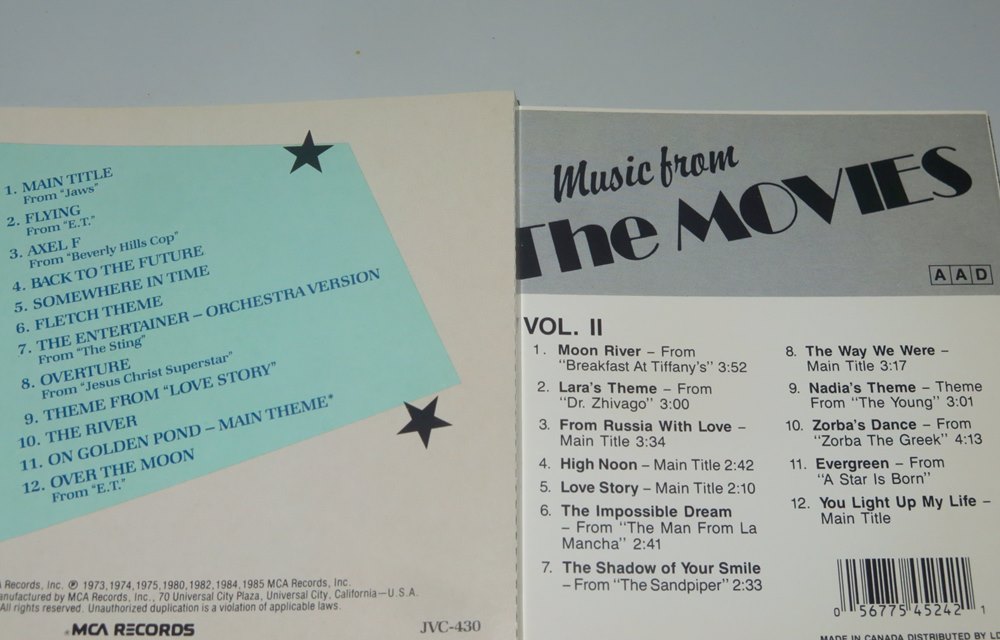 1. MAIN TITLE
From "Jaws"
2. FLYING
From "E.T."
3. AXEL F
From "Beverly Hills Cop"
4. BACK TO THE FUTURE
5. SOMEWHERE IN TIME
6. FLETCH THEME
7. THE ENTERTAINER – ORCHESTRA VERSION
From "The Sting"
8. OVERTURE
From "Jesus Christ Superstar"
9. THEME FROM "LOVE STORY"
10. THE RIVER
11. ON GOLDEN POND – MAIN THEME*
12. OVER THE MOON
From "E.T."
Records, Inc. ℗ 1973,1974,1975,1980,1982,1984,1985 MCA Records, Inc.
MCA Records, Inc., 70 Universal City Plaza, Universal City, California—U.S.A.
All rights reserved. Unauthorized duplication is a violation of applicable laws.
MCA RECORDS
JVC-430
Music from
The MOVIES
A A D
VOL. II
1. Moon River – From
"Breakfast At Tiffany's" 3:52
2. Lara's Theme – From
"Dr. Zhivago" 3:00
3. From Russia With Love –
Main Title 3:34
4. High Noon – Main Title 2:42
5. Love Story – Main Title 2:10
6. The Impossible Dream
– From "The Man From La
Mancha" 2:41
7. The Shadow of Your Smile
– From "The Sandpiper" 2:33
8. The Way We Were –
Main Title 3:17
9. Nadia's Theme – Theme
From "The Young" 3:01
10. Zorba's Dance – From
"Zorba The Greek" 4:13
11. Evergreen – From
"A Star Is Born"
12. You Light Up My Life –
Main Title
0 56775 45242 1
MADE IN CANADA DISTRIBUTED BY